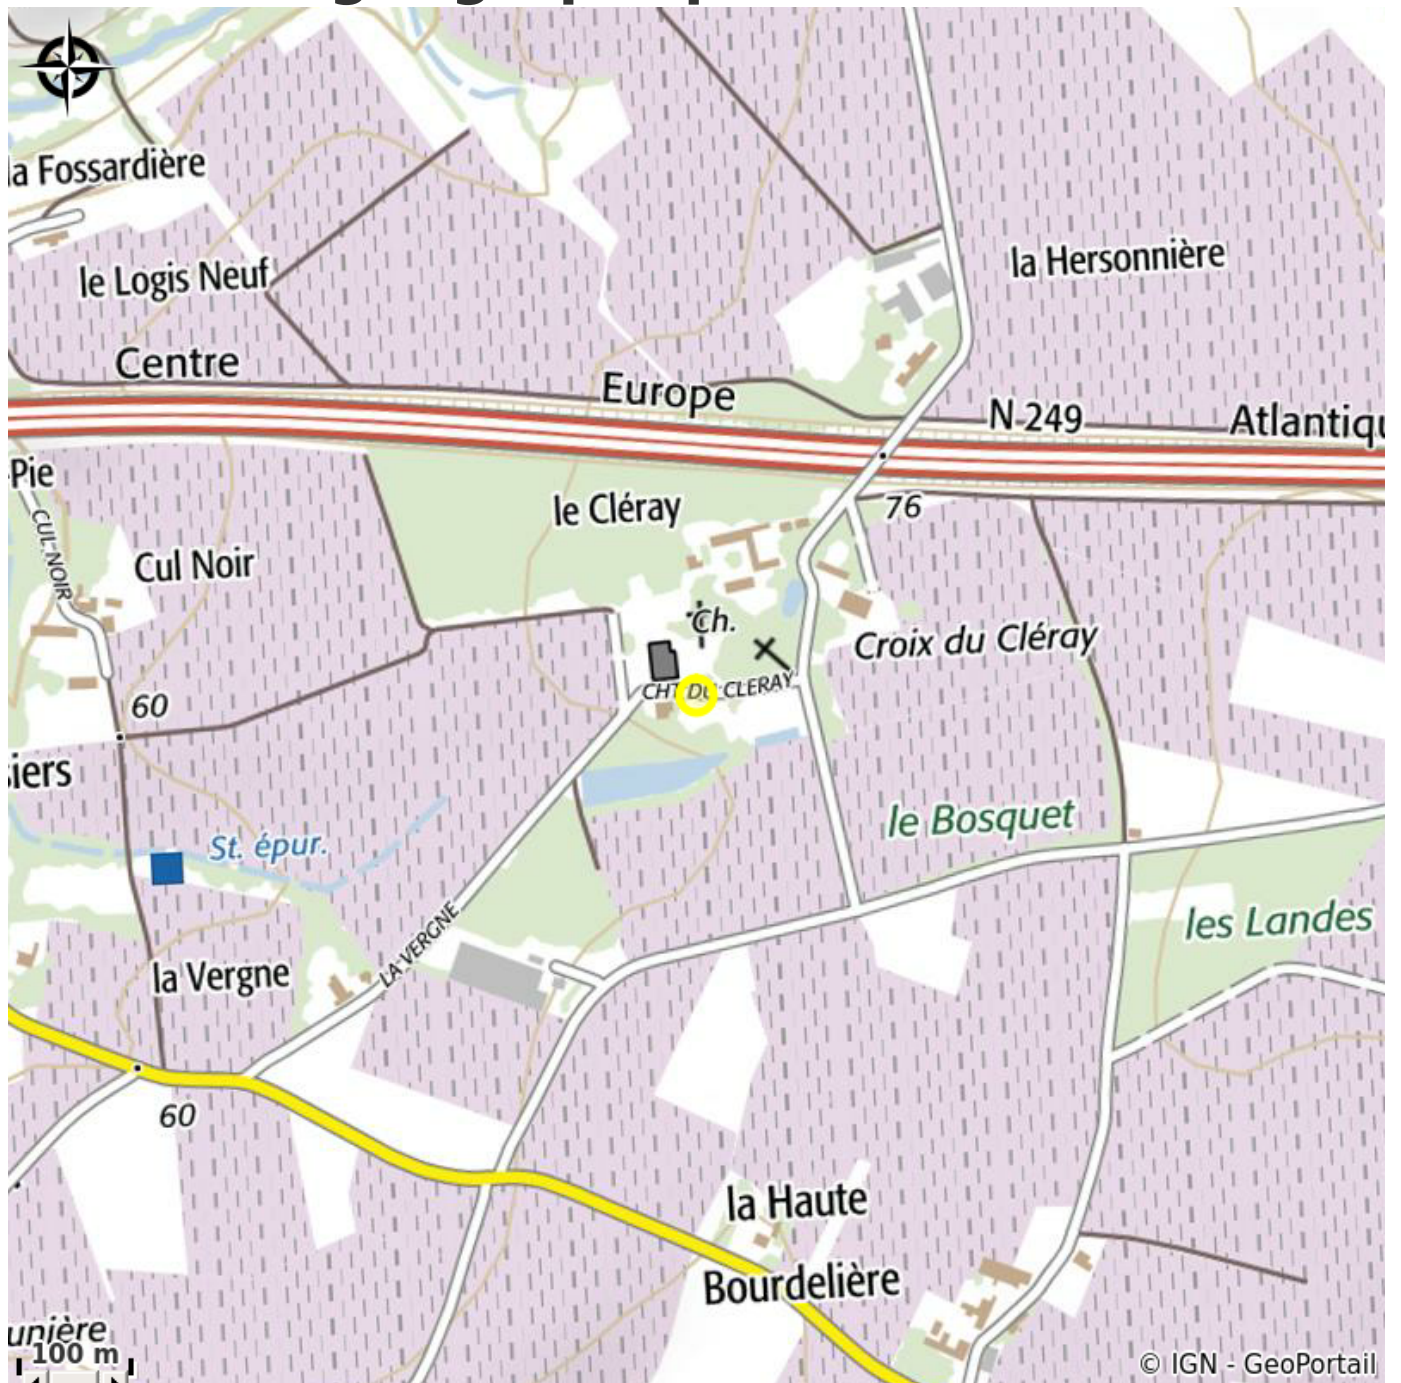 la Fossardière
la Hersonnière
le Logis Neuf
Centre
Europe
N 249
Atlantiqu
Pie
le Cléray
76
CUL NOIR
Cul Noir
Ch.
Croix du Cléray
CHT DU CLERAY
60
siers
le Bosquet
St. épur.
LA VERGNE
les Landes
la Vergne
60
la Haute
Bourdelière
unière
100 m
© IGN - GeoPortail